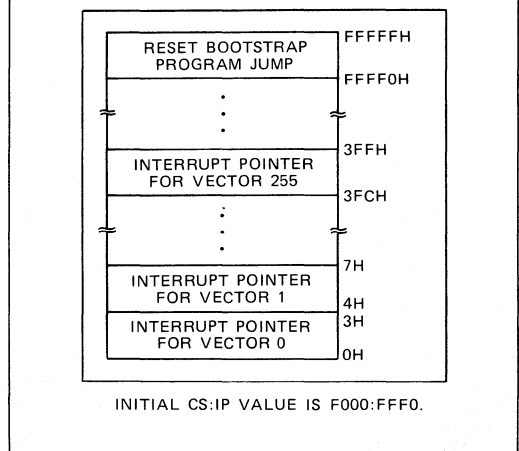 RESET BOOTSTRAP
PROGRAM JUMP
FFFFFH
FFFF0H
3FFH
INTERRUPT POINTER
FOR VECTOR 255
3FCH
7H
INTERRUPT POINTER
FOR VECTOR 1
4H
3H
INTERRUPT POINTER
FOR VECTOR 0
0H
INITIAL CS:IP VALUE IS F000:FFF0.